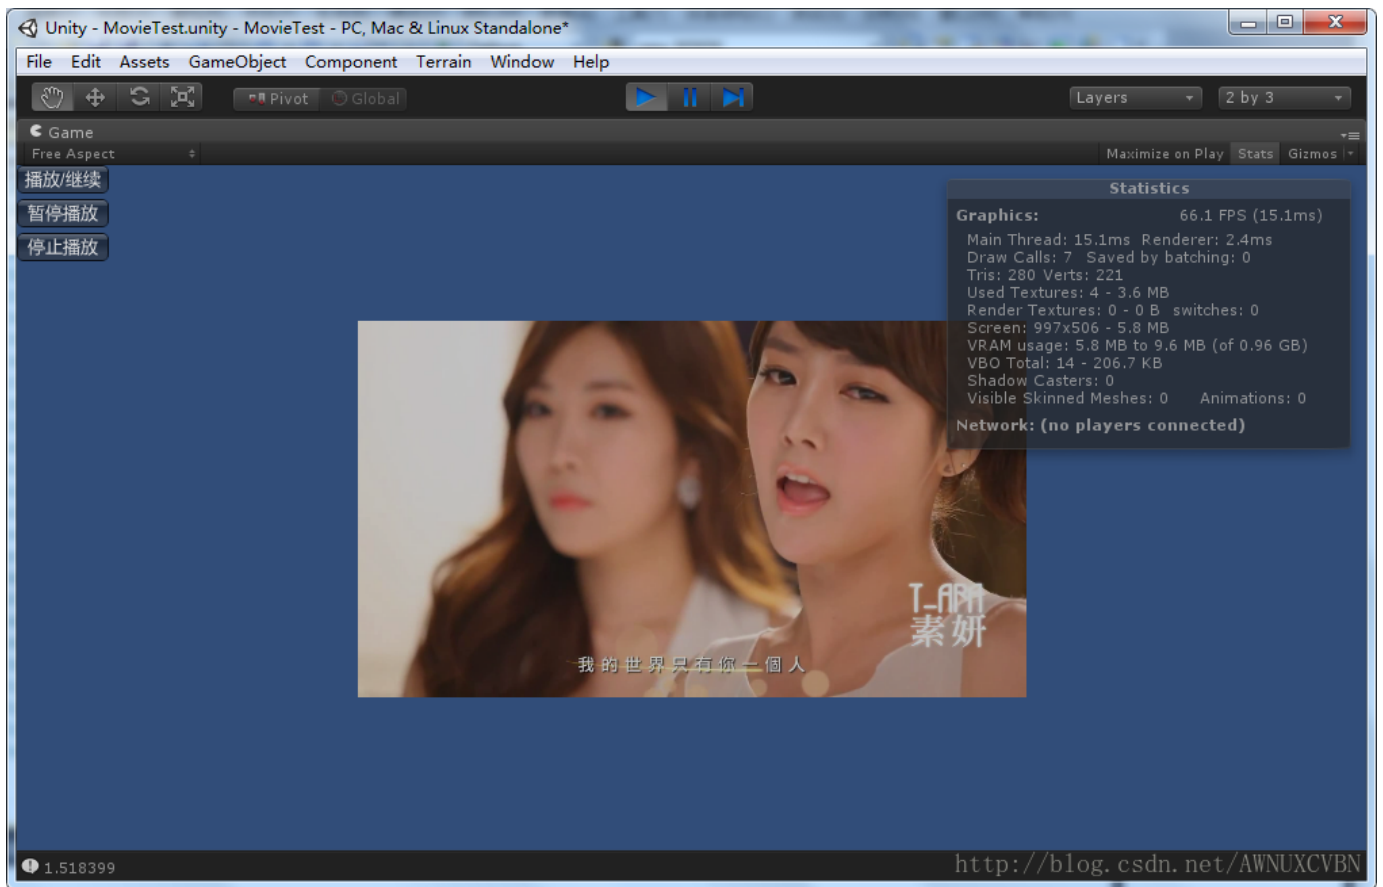 Unity - MovieTest.unity - MovieTest - PC, Mac & Linux Standalone*
File Edit Assets GameObject Component Terrain Window Help
Pivot Global Layers 2 by 3
Game
Free Aspect Maximize on Play Stats Gizmos
播放/继续
暂停播放
停止播放
Statistics
Graphics: 66.1 FPS (15.1ms)
Main Thread: 15.1ms Renderer: 2.4ms
Draw Calls: 7 Saved by batching: 0
Tris: 280 Verts: 221
Used Textures: 4 - 3.6 MB
Render Textures: 0 - 0 B switches: 0
Screen: 997x506 - 5.8 MB
VRAM usage: 5.8 MB to 9.6 MB (of 0.96 GB)
VBO Total: 14 - 206.7 KB
Shadow Casters: 0
Visible Skinned Meshes: 0 Animations: 0
Network: (no players connected)
T_ARA
素妍
我的世界只有你一個人
1.518399
http://blog.csdn.net/AWNUXCVBN